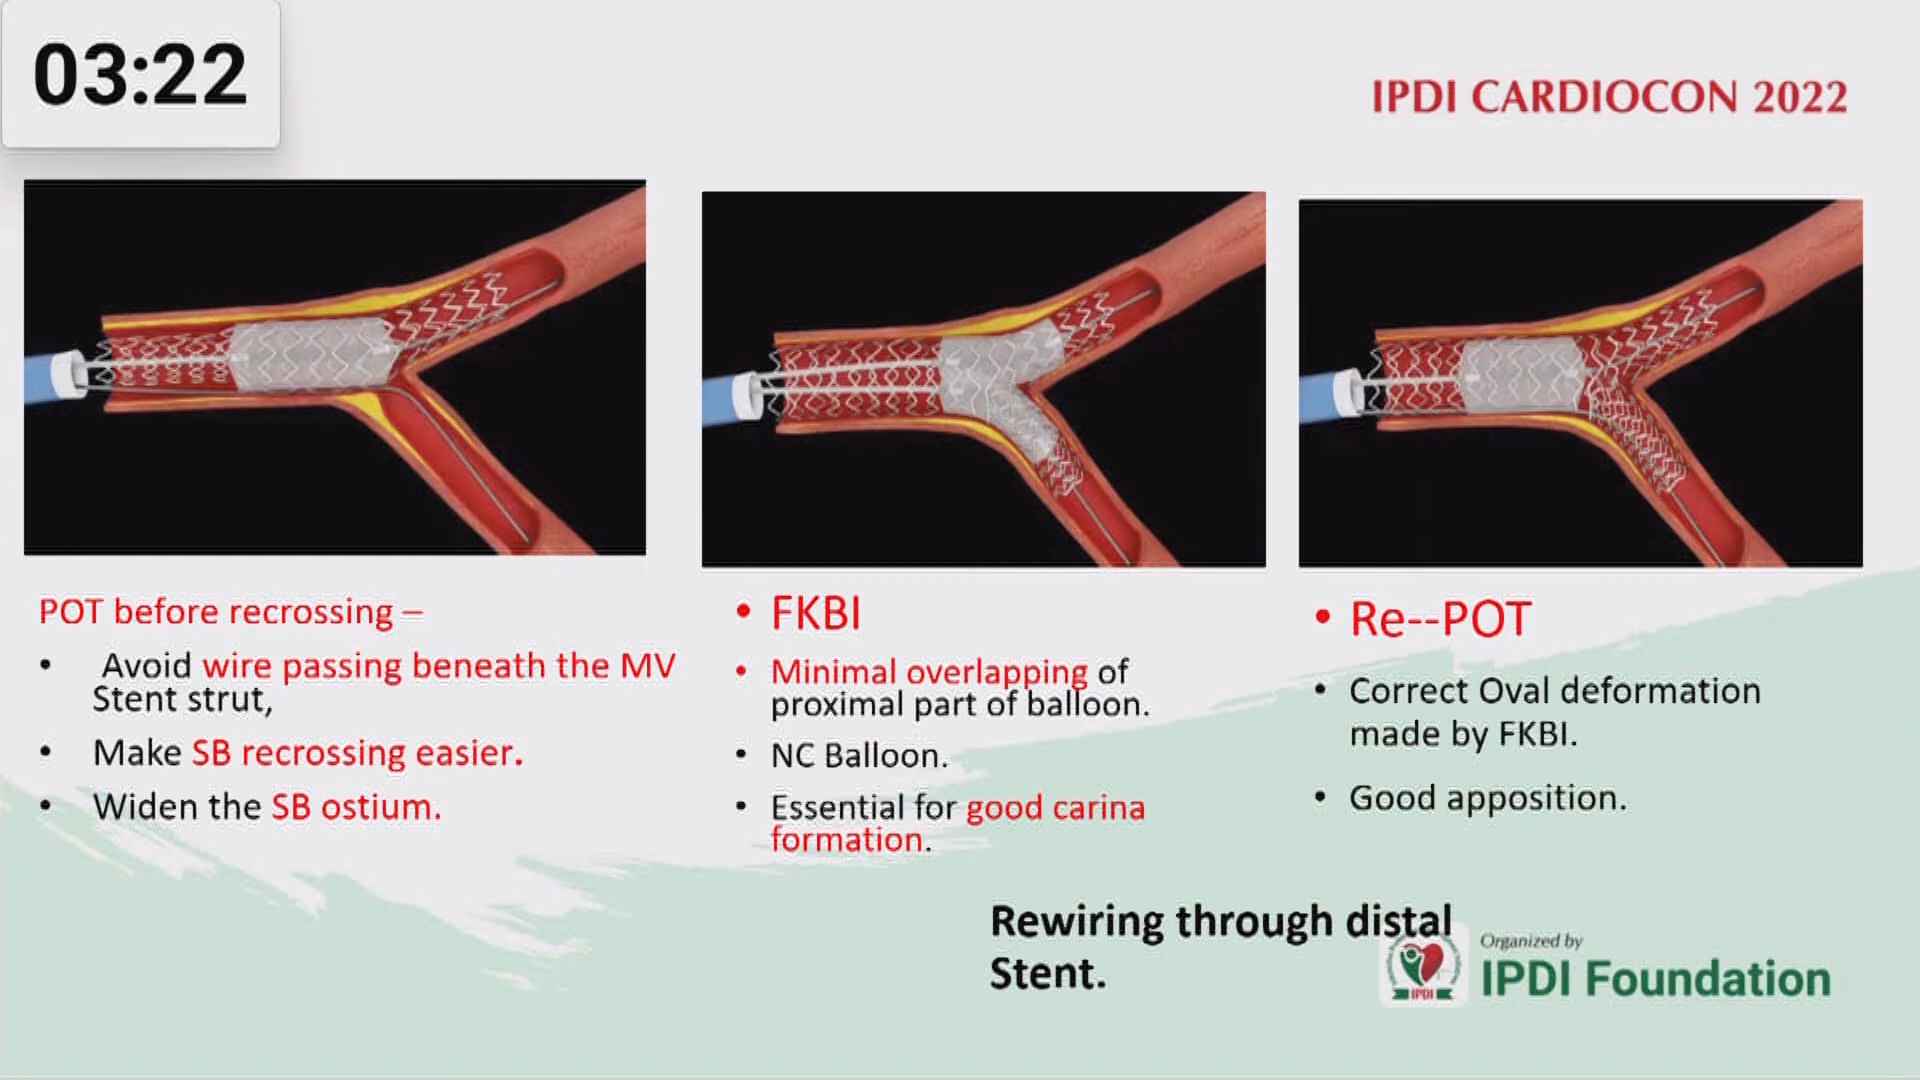 03:22
IPDI CARDIOCON 2022
POT before recrossing –
• Avoid wire passing beneath the MV
Stent strut,
• Make SB recrossing easier.
• Widen the SB ostium.
• FKBI
• Minimal overlapping of
proximal part of balloon.
• NC Balloon.
• Essential for good carina
formation.
• Re--POT
• Correct Oval deformation
made by FKBI.
• Good apposition.
Rewiring through distal
Stent.
IPDI
Organized by
IPDI Foundation